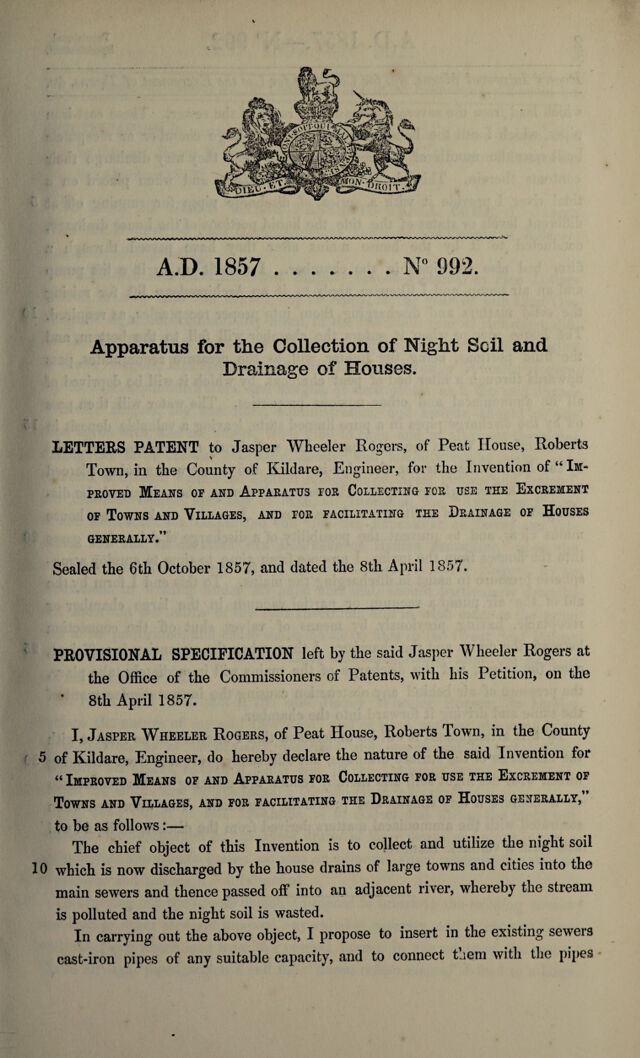 HONI SOIT QUI MAL Y PENSE
DIEU·ET MON·DROIT.
A.D. 1857 . . . . . . . N° 992.
Apparatus for the Collection of Night Soil and
Drainage of Houses.
LETTERS PATENT to Jasper Wheeler Rogers, of Peat House, Roberts
Town, in the County of Kildare, Engineer, for the Invention of “ IM-
PROVED MEANS OF AND APPARATUS FOR COLLECTING FOR USE THE EXCREMENT
OF TOWNS AND VILLAGES, AND FOR FACILITATING THE DRAINAGE OF HOUSES
GENERALLY.”
Sealed the 6th October 1857, and dated the 8th April 1857.
PROVISIONAL SPECIFICATION left by the said Jasper Wheeler Rogers at
the Office of the Commissioners of Patents, with his Petition, on the
8th April 1857.
I, JASPER WHEELER ROGERS, of Peat House, Roberts Town, in the County
5 of Kildare, Engineer, do hereby declare the nature of the said Invention for
“ IMPROVED MEANS OF AND APPARATUS FOR COLLECTING FOR USE THE EXCREMENT OF
TOWNS AND VILLAGES, AND FOR FACILITATING THE DRAINAGE OF HOUSES GENERALLY,”
to be as follows :—
The chief object of this Invention is to collect and utilize the night soil
10 which is now discharged by the house drains of large towns and cities into the
main sewers and thence passed off into an adjacent river, whereby the stream
is polluted and the night soil is wasted.
In carrying out the above object, I propose to insert in the existing sewers
cast-iron pipes of any suitable capacity, and to connect them with the pipes